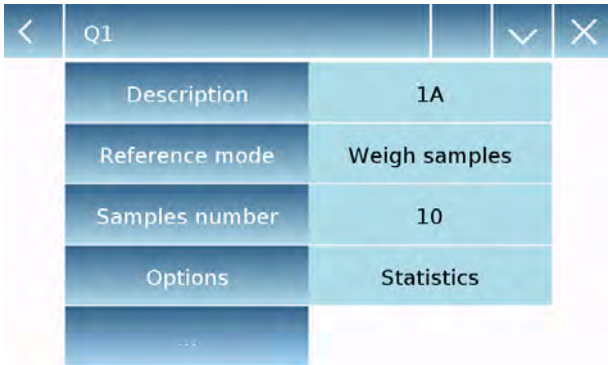 Q1
Description 1A
Reference mode Weigh samples
Samples number 10
Options Statistics
...